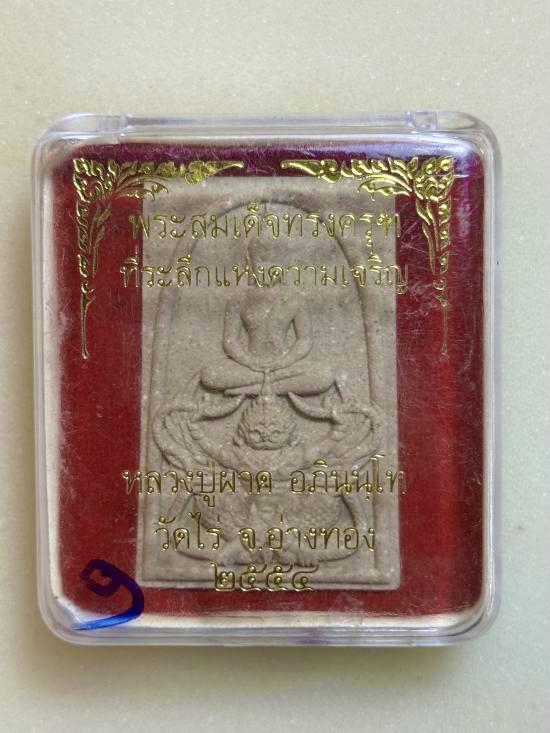 พระสมเด็จทรงครุฑ
ที่ระลึกแห่งความเจริญ
หลวงปู่ผาด อภินนฺโท
วัดไร่ จ.อ่างทอง
๒๕๕๔